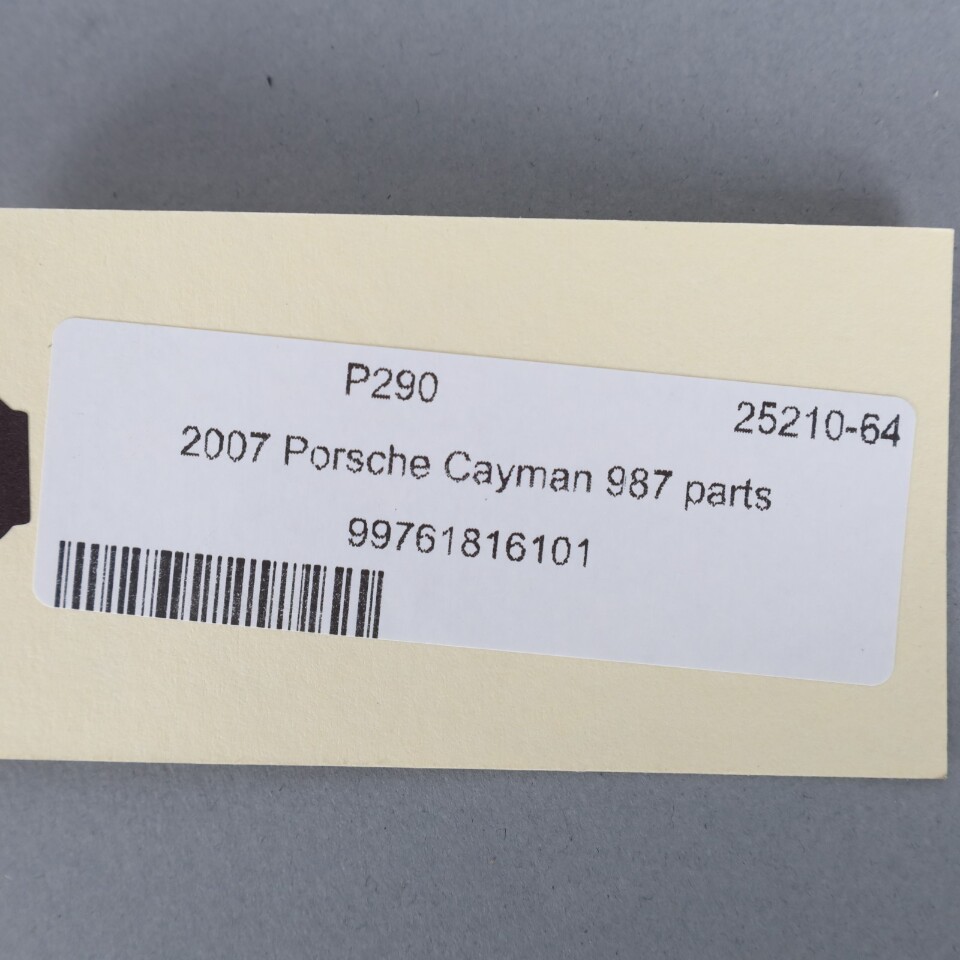 P290
25210-64
2007 Porsche Cayman 987 parts
99761816101